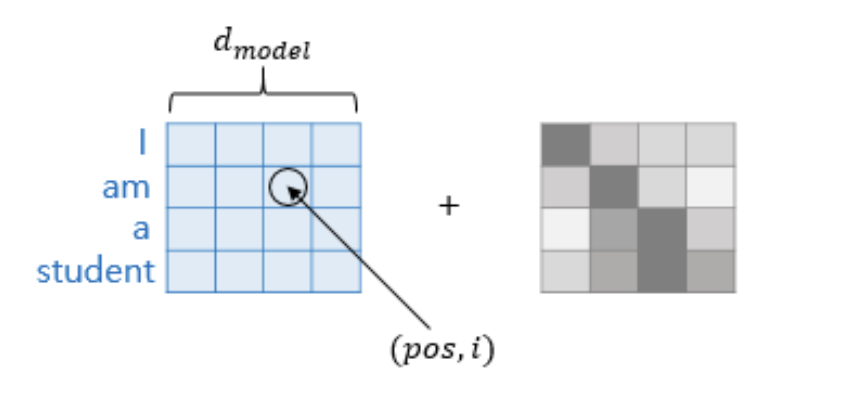 d_model
I
am
a
student
+
(pos, i)